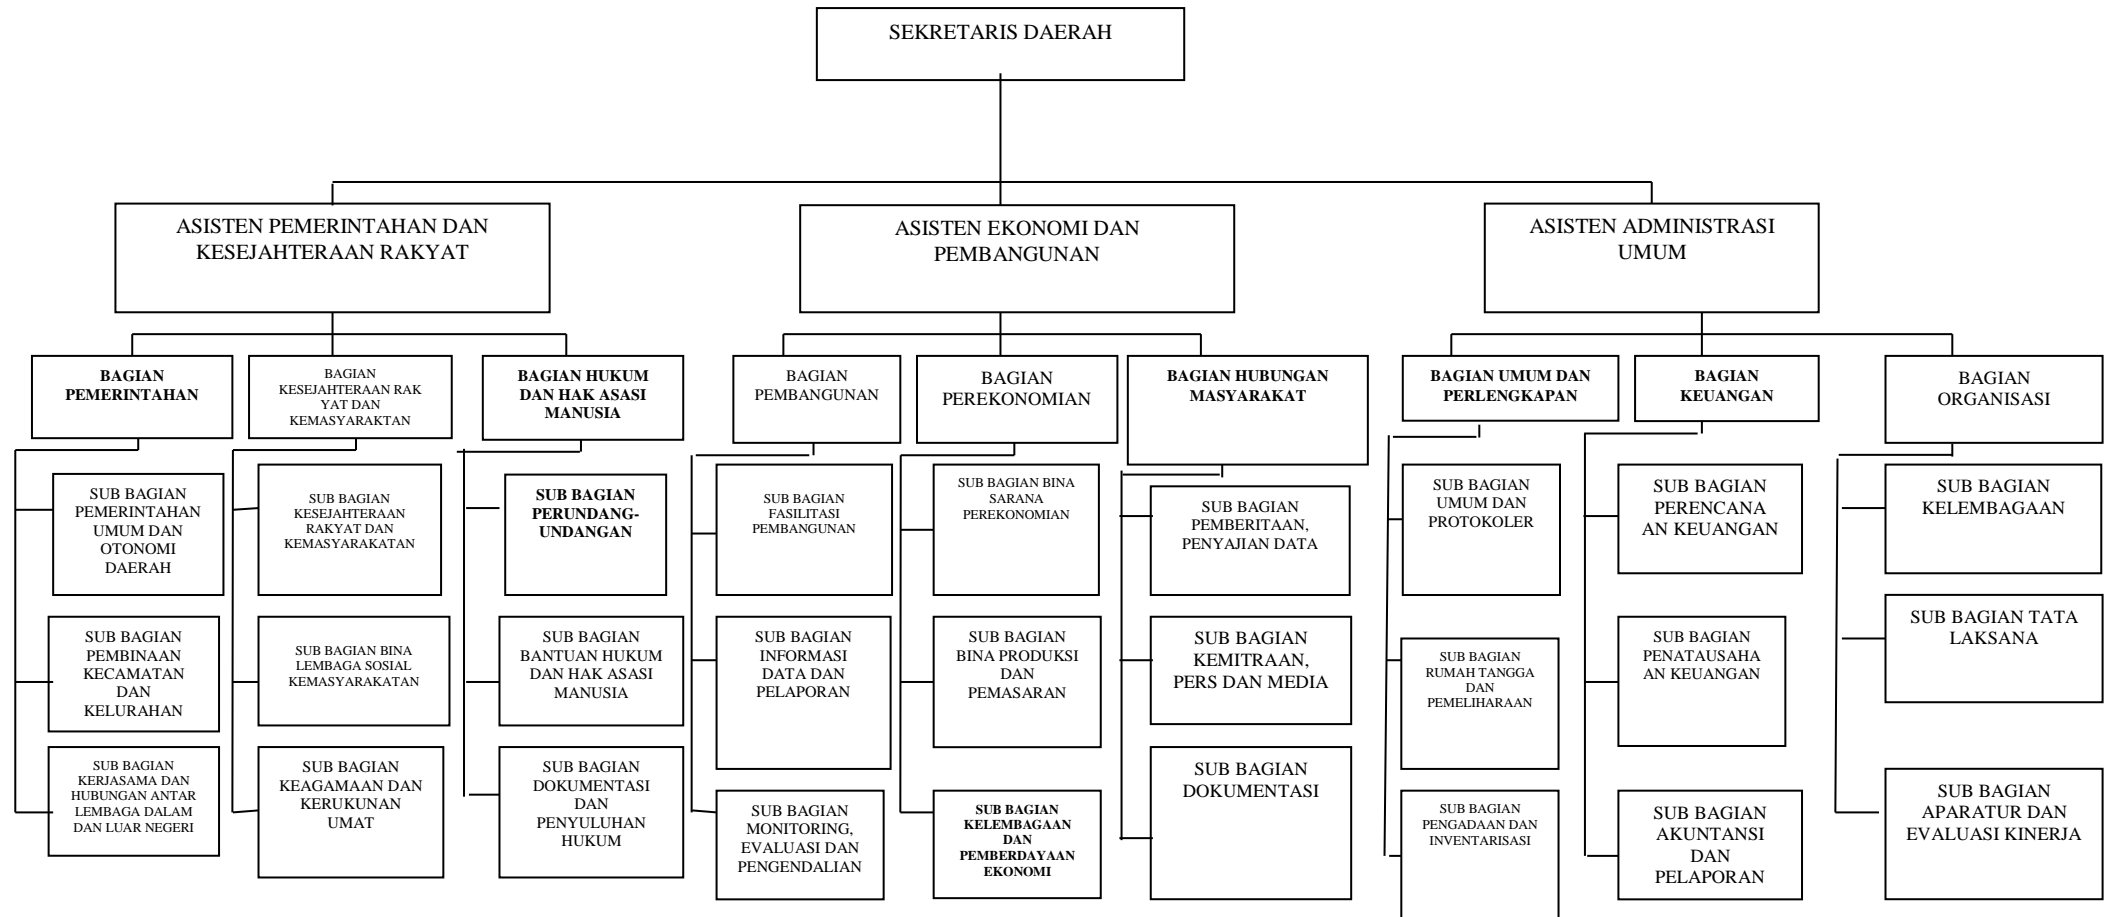 SEKRETARIS DAERAH
ASISTEN PEMERINTAHAN DAN
KESEJAHTERAAN RAKYAT
ASISTEN EKONOMI DAN
PEMBANGUNAN
ASISTEN ADMINISTRASI
UMUM
BAGIAN
PEMERINTAHAN
BAGIAN
KESEJAHTERAAN RAK
YAT DAN
KEMASYARAKTAN
BAGIAN HUKUM
DAN HAK ASASI
MANUSIA
BAGIAN
PEMBANGUNAN
BAGIAN
PEREKONOMIAN
BAGIAN HUBUNGAN
MASYARAKAT
BAGIAN UMUM DAN
PERLENGKAPAN
BAGIAN
KEUANGAN
BAGIAN
ORGANISASI
SUB BAGIAN
PEMERINTAHAN
UMUM DAN
OTONOMI
DAERAH
SUB BAGIAN
KESEJAHTERAAN
RAKYAT DAN
KEMASYARAKATAN
SUB BAGIAN
PERUNDANG-
UNDANGAN
SUB BAGIAN
FASILITASI
PEMBANGUNAN
SUB BAGIAN BINA
SARANA
PEREKONOMIAN
SUB BAGIAN
PEMBERITAAN,
PENYAJIAN DATA
SUB BAGIAN
UMUM DAN
PROTOKOLER
SUB BAGIAN
PERENCANA
AN KEUANGAN
SUB BAGIAN
KELEMBAGAAN
SUB BAGIAN
PEMBINAAN
KECAMATAN
DAN
KELURAHAN
SUB BAGIAN BINA
LEMBAGA SOSIAL
KEMASYARAKATAN
SUB BAGIAN
BANTUAN HUKUM
DAN HAK ASASI
MANUSIA
SUB BAGIAN
INFORMASI
DATA DAN
PELAPORAN
SUB BAGIAN
BINA PRODUKSI
DAN
PEMASARAN
SUB BAGIAN
KEMITRAAN,
PERS DAN MEDIA
SUB BAGIAN
RUMAH TANGGA
DAN
PEMELIHARAAN
SUB BAGIAN
PENATAUSAHA
AN KEUANGAN
SUB BAGIAN TATA
LAKSANA
SUB BAGIAN
KERJASAMA DAN
HUBUNGAN ANTAR
LEMBAGA DALAM
DAN LUAR NEGERI
SUB BAGIAN
KEAGAMAAN DAN
KERUKUNAN
UMAT
SUB BAGIAN
DOKUMENTASI
DAN
PENYULUHAN
HUKUM
SUB BAGIAN
MONITORING,
EVALUASI DAN
PENGENDALIAN
SUB BAGIAN
KELEMBAGAAN
DAN
PEMBERDAYAAN
EKONOMI
SUB BAGIAN
DOKUMENTASI
SUB BAGIAN
PENGADAAN DAN
INVENTARISASI
SUB BAGIAN
AKUNTANSI
DAN
PELAPORAN
SUB BAGIAN
APARATUR DAN
EVALUASI KINERJA